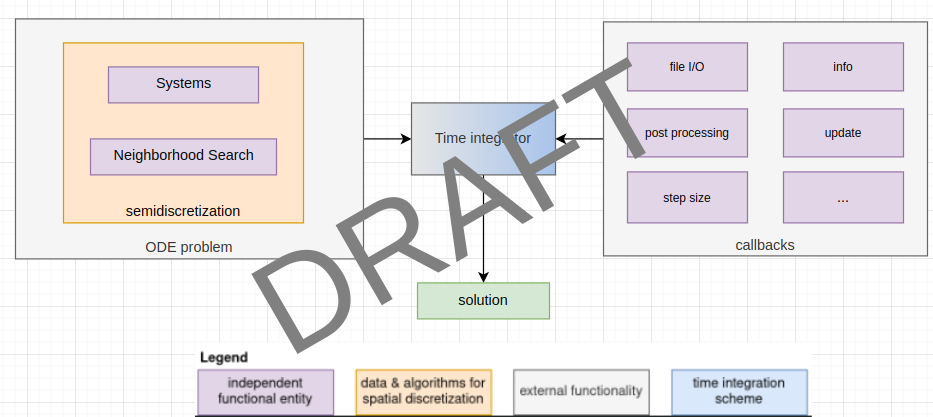 Systems
Neighborhood Search
semidiscretization
ODE problem
Time integrator
solution
file I/O
info
post processing
update
step size
...
callbacks
DRAFT
Legend
independent
functional entity
data & algorithms for
spatial discretization
external functionality
time integration
scheme